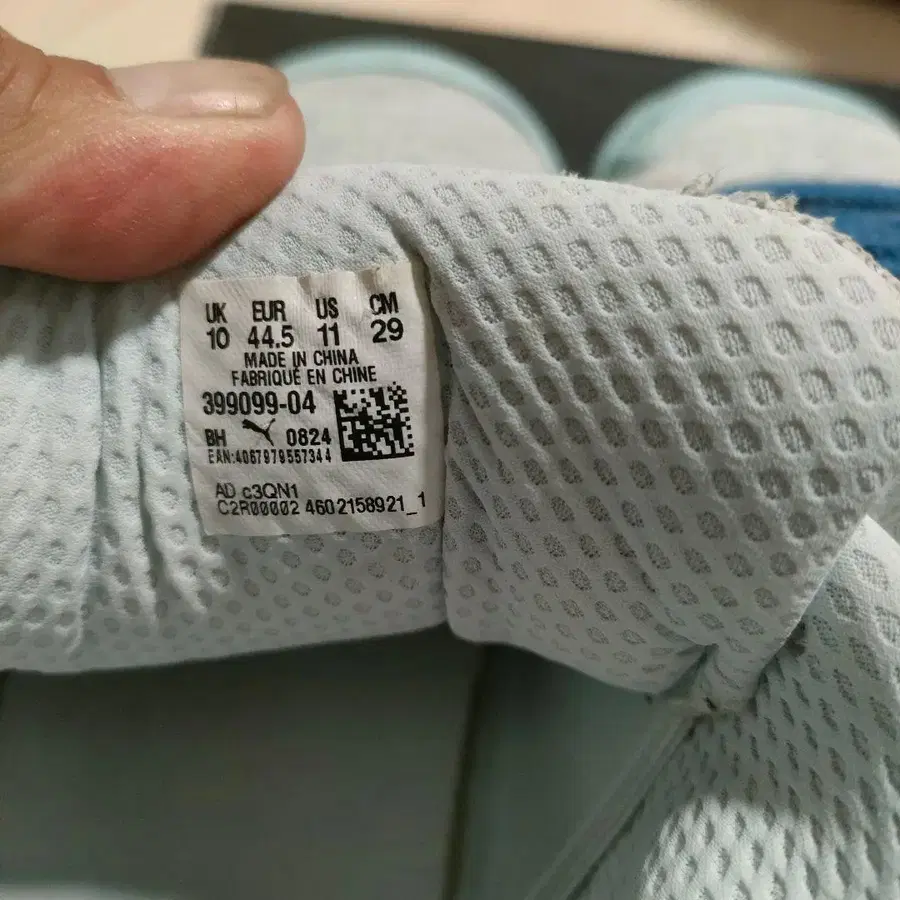 UK EUR US CM
10 44.5 11 29
MADE IN CHINA
FABRIQUÉ EN CHINE
399099-04
BH 0824
EAN:4067979557344
AD c3QN1
C2R00002 4602158921_1